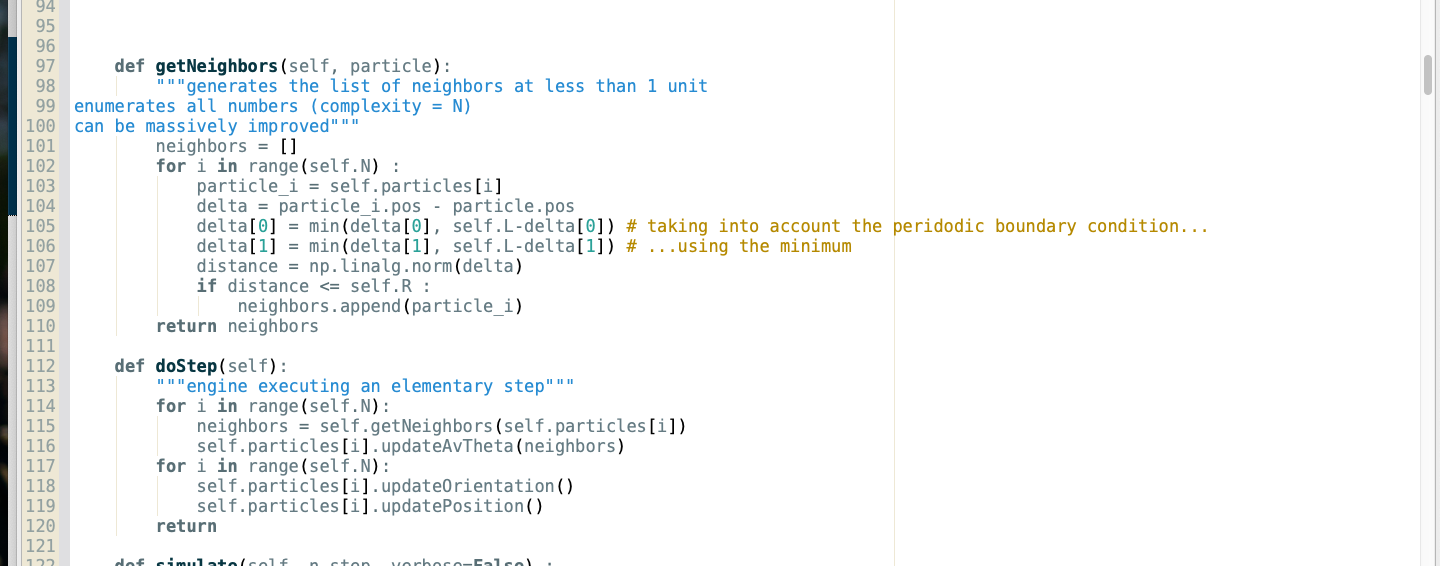 94
95
96
97 def getNeighbors(self, particle):
98 """generates the list of neighbors at less than 1 unit
99 enumerates all numbers (complexity = N)
100 can be massively improved"""
101 neighbors = []
102 for i in range(self.N) :
103 particle_i = self.particles[i]
104 delta = particle_i.pos - particle.pos
105 delta[0] = min(delta[0], self.L-delta[0]) # taking into account the peridodic boundary condition...
106 delta[1] = min(delta[1], self.L-delta[1]) # ...using the minimum
107 distance = np.linalg.norm(delta)
108 if distance <= self.R :
109 neighbors.append(particle_i)
110 return neighbors
111
112 def doStep(self):
113 """engine executing an elementary step"""
114 for i in range(self.N):
115 neighbors = self.getNeighbors(self.particles[i])
116 self.particles[i].updateAvTheta(neighbors)
117 for i in range(self.N):
118 self.particles[i].updateOrientation()
119 self.particles[i].updatePosition()
120 return
121
122 def simulate(self, n_step, verbose=False) :